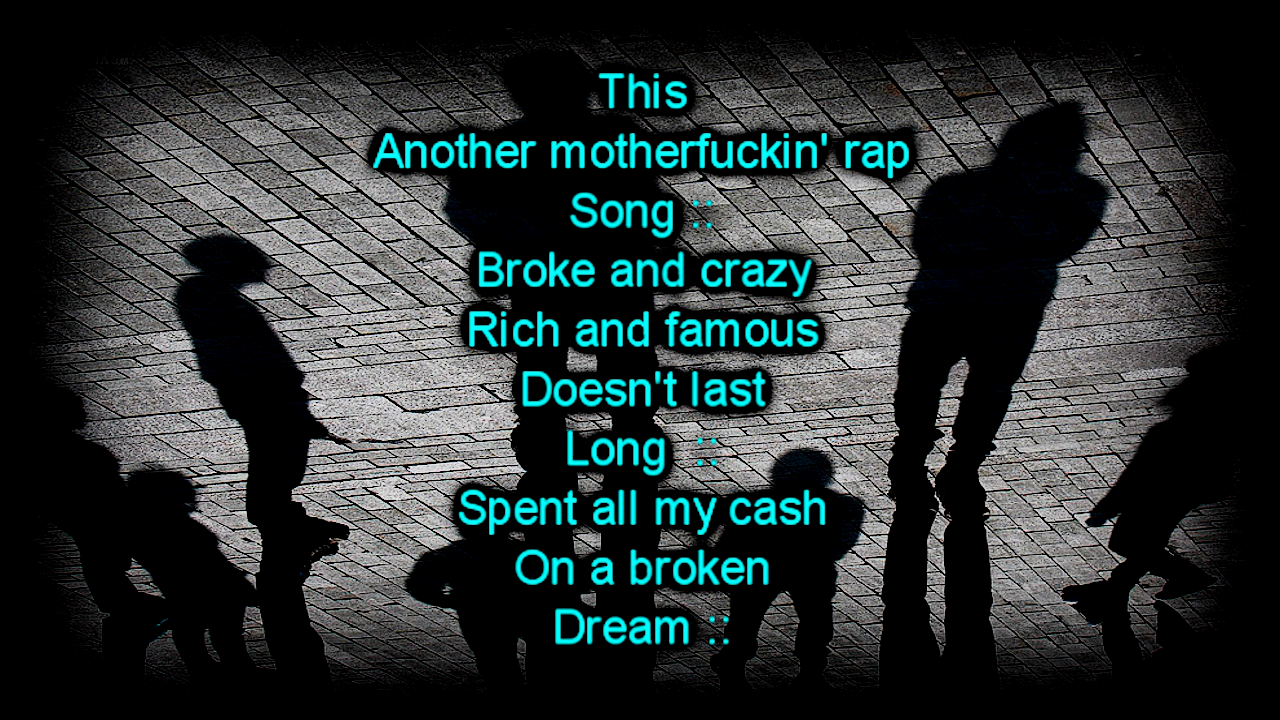 This
Another motherfuckin' rap
Song ::
Broke and crazy
Rich and famous
Doesn't last
Long  ::
Spent all my cash
On a broken
Dream ::